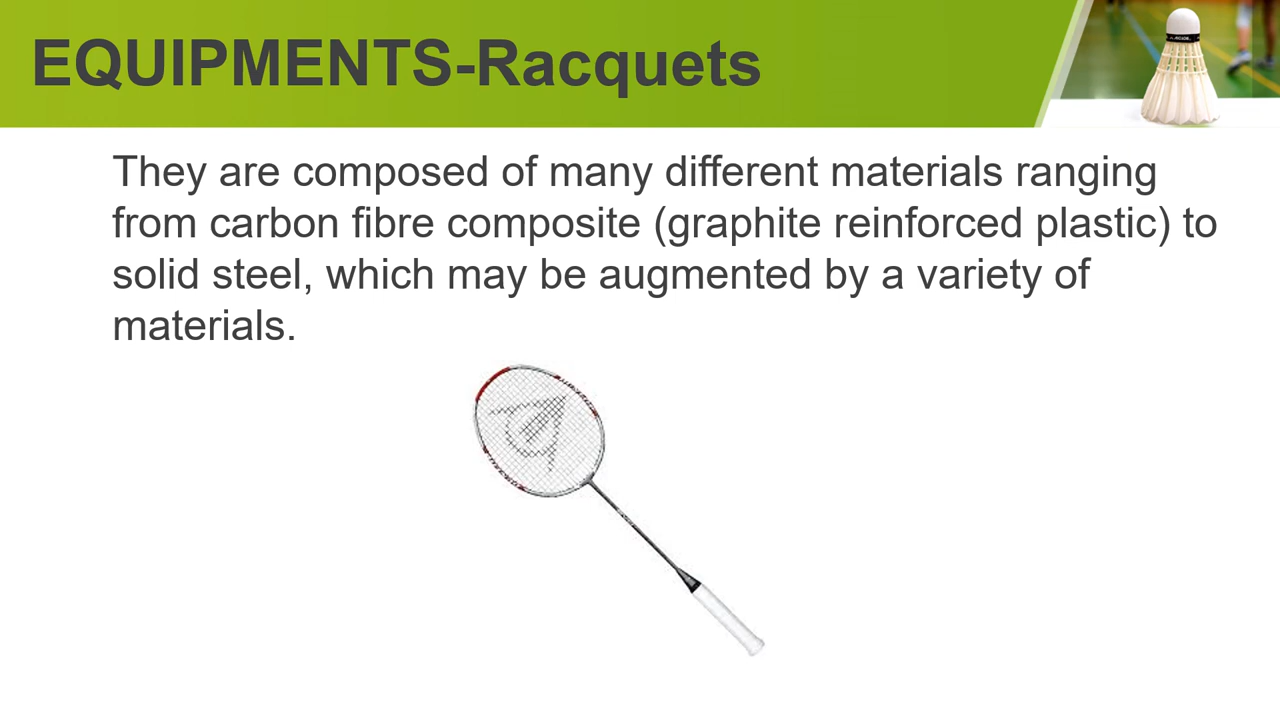 EQUIPMENTS-Racquets
They are composed of many different materials ranging
from carbon fibre composite (graphite reinforced plastic) to
solid steel, which may be augmented by a variety of
materials.